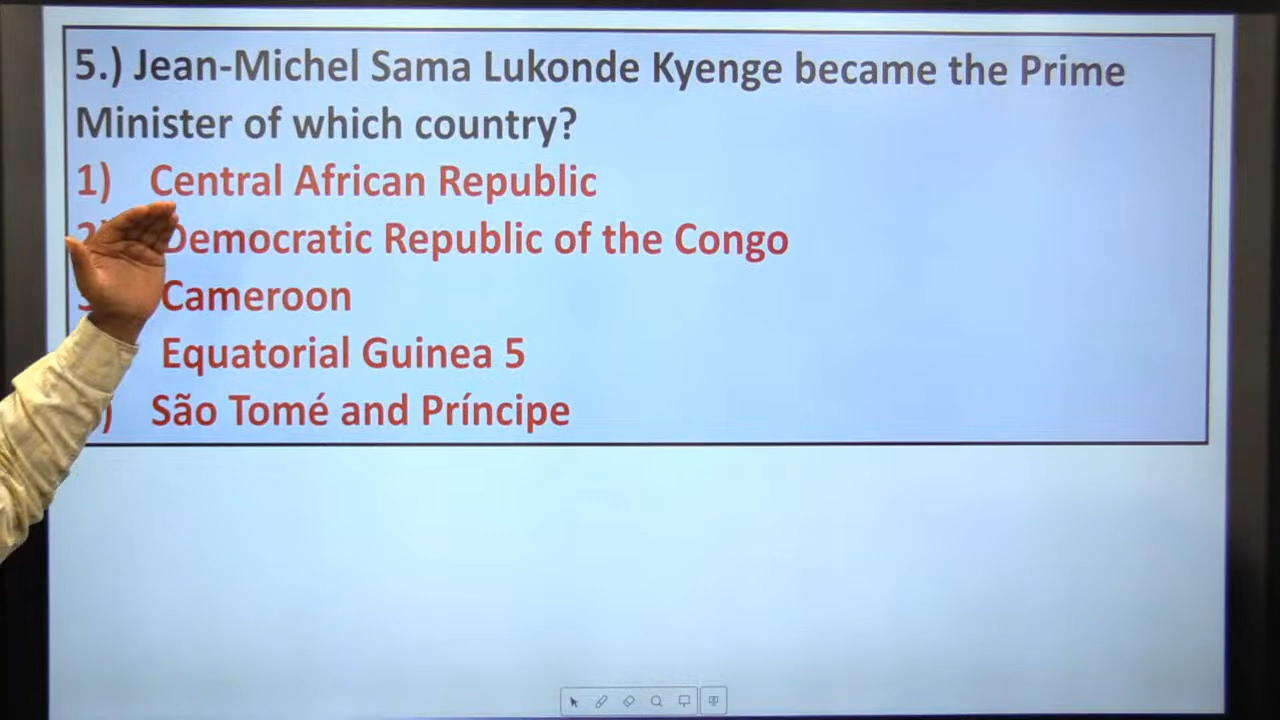 5.) Jean-Michel Sama Lukonde Kyenge became the Prime
Minister of which country?
1) Central African Republic
Democratic Republic of the Congo
Cameroon
Equatorial Guinea 5
São Tomé and Príncipe